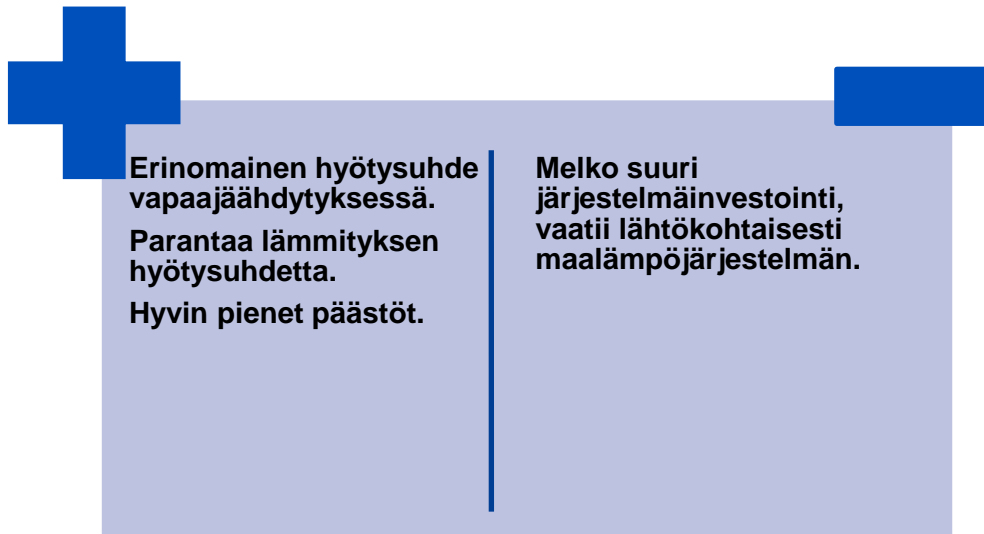 Erinomainen hyötysuhde
vapaajäähdytyksessä.
Parantaa lämmityksen
hyötysuhdetta.
Hyvin pienet päästöt.
Melko suuri
järjestelmäinvestointi,
vaatii lähtökohtaisesti
maalämpöjärjestelmän.